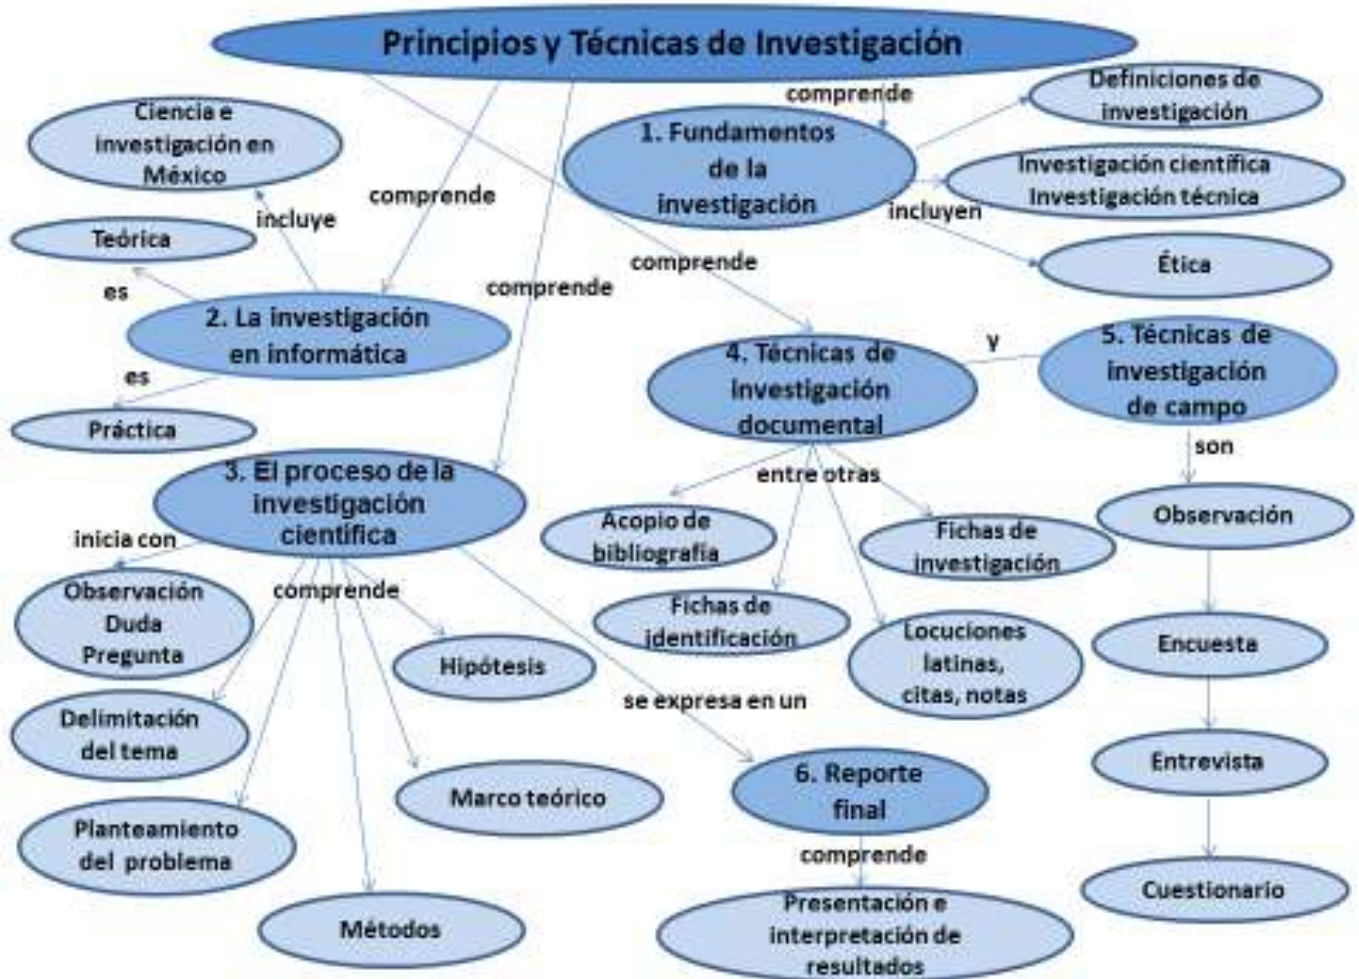 Principios y Técnicas de Investigación
comprende
1. Fundamentos
de la
investigación
incluyen
Definiciones de
investigación
Investigación científica
Investigación técnica
Ética
comprende
2. La investigación
en informática
incluye
Ciencia e
investigación en
México
es
Teórica
es
Práctica
comprende
3. El proceso de la
investigación
científica
inicia con
Observación
Duda
Pregunta
comprende
Delimitación
del tema
Planteamiento
del problema
Métodos
Marco teórico
Hipótesis
se expresa en un
6. Reporte
final
comprende
Presentación e
interpretación de
resultados
comprende
4. Técnicas de
investigación
documental
entre otras
Acopio de
bibliografía
Fichas de
identificación
Locuciones
latinas,
citas, notas
Fichas de
investigación
y
5. Técnicas de
investigación
de campo
son
Observación
Encuesta
Entrevista
Cuestionario